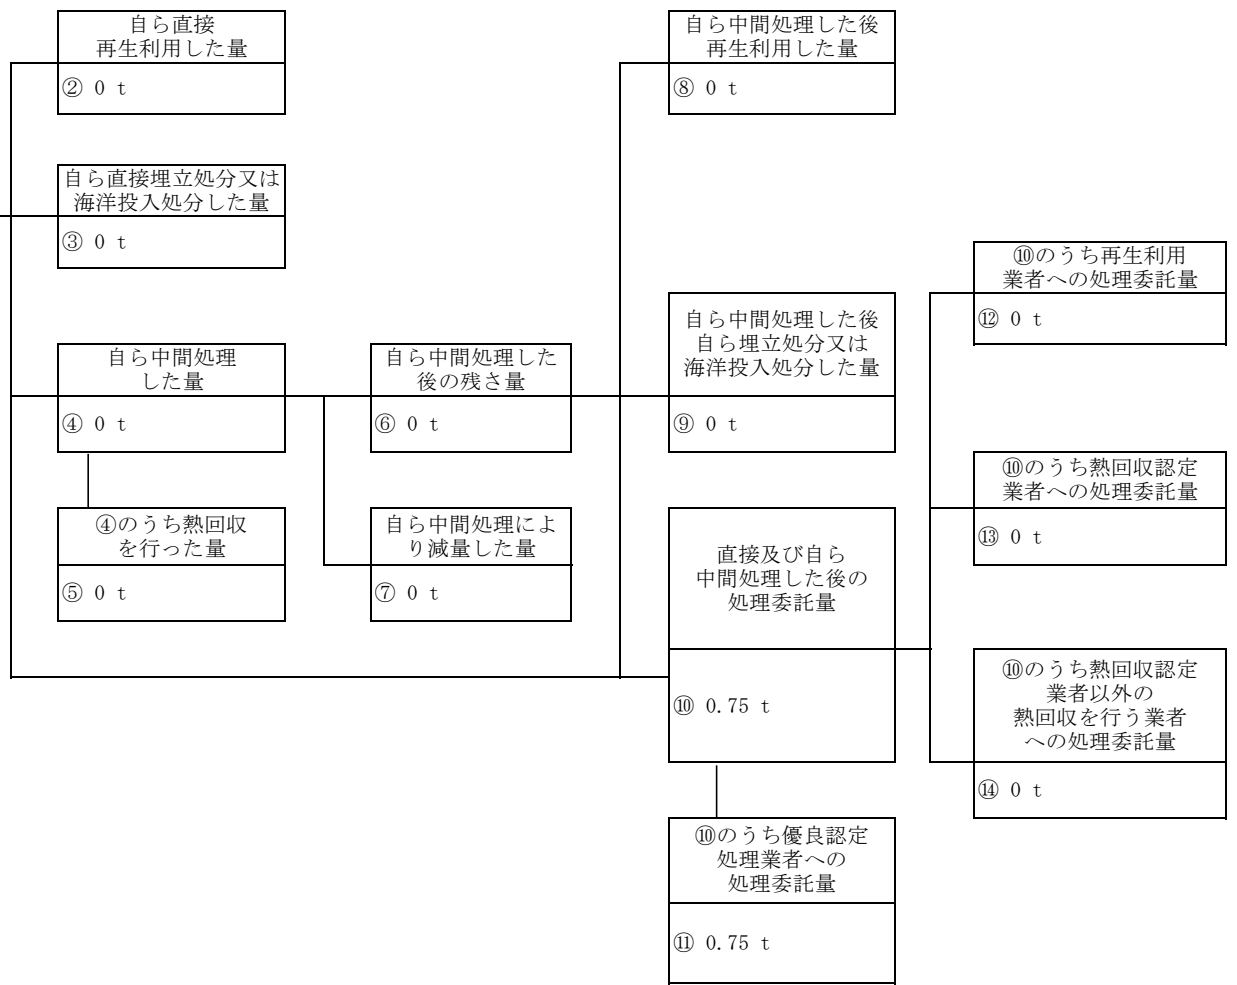 自ら直接
再生利用した量
② 0 t
自ら直接埋立処分又は
海洋投入処分した量
③ 0 t
自ら中間処理
した量
④ 0 t
④のうち熱回収
を行った量
⑤ 0 t
自ら中間処理した
後の残さ量
⑥ 0 t
自ら中間処理によ
り減量した量
⑦ 0 t
自ら中間処理した後
再生利用した量
⑧ 0 t
自ら中間処理した後
自ら埋立処分又は
海洋投入処分した量
⑨ 0 t
直接及び自ら
中間処理した後の
処理委託量
⑩ 0.75 t
⑩のうち優良認定
処理業者への
処理委託量
⑪ 0.75 t
⑩のうち再生利用
業者への処理委託量
⑫ 0 t
⑩のうち熱回収認定
業者への処理委託量
⑬ 0 t
⑩のうち熱回収認定
業者以外の
熱回収を行う業者
への処理委託量
⑭ 0 t